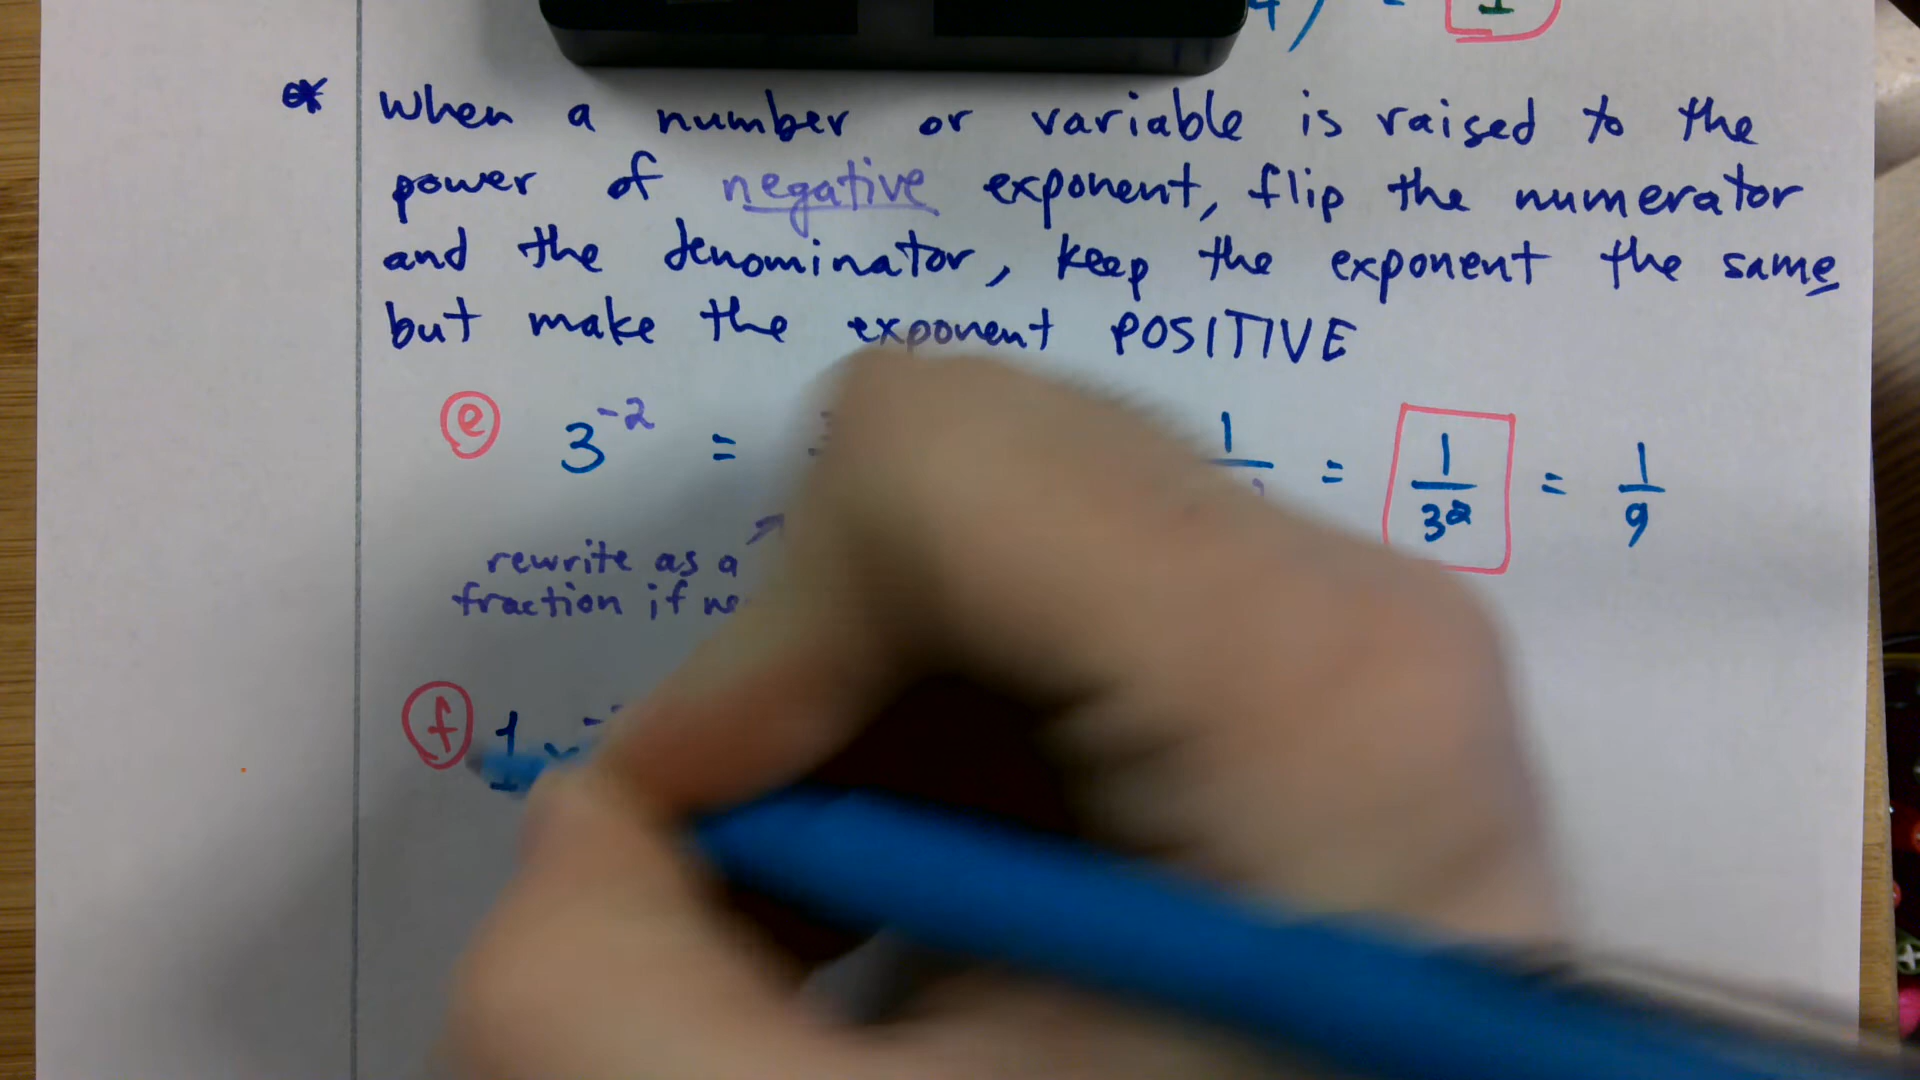 * when a number or variable is raised to the
power of negative exponent, flip the numerator
and the denominator, keep the exponent the same
but make the exponent POSITIVE
(e) 3^-2 = 1 = 1/3^2 = 1/9
rewrite as a
fraction if
(f) 1